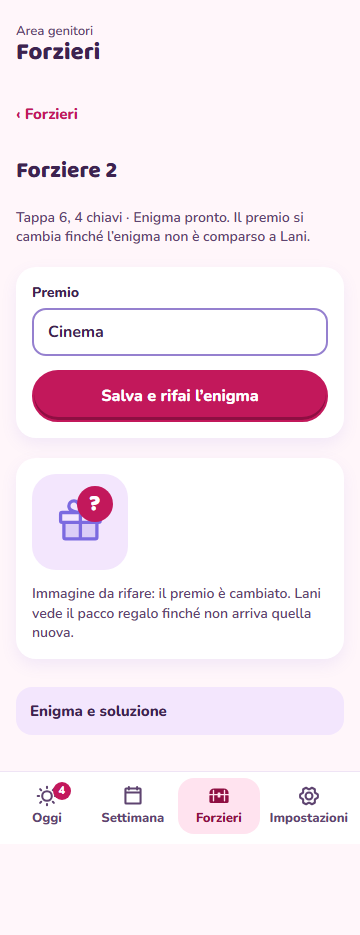 Area genitori
Forzieri
‹ Forzieri
Forziere 2
Tappa 6, 4 chiavi · Enigma pronto. Il premio si
cambia finché l'enigma non è comparso a Lani.
Premio
Cinema
Salva e rifai l'enigma
?
Immagine da rifare: il premio è cambiato. Lani
vede il pacco regalo finché non arriva quella
nuova.
Enigma e soluzione
4
Oggi
Settimana
Forzieri
Impostazioni